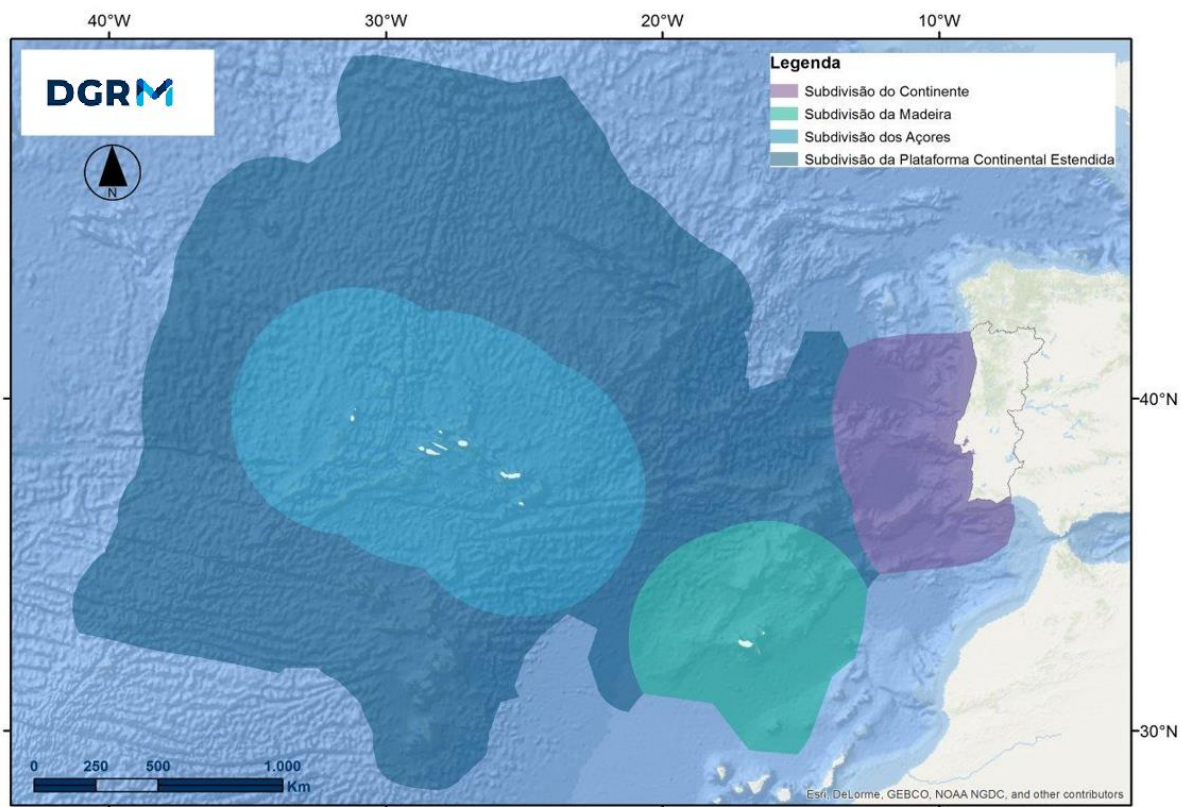 40°W 30°W 20°W 10°W
DGRM
Legenda
Subdivisão do Continente
Subdivisão da Madeira
Subdivisão dos Açores
Subdivisão da Plataforma Continental Estendida
N
40°N
30°N
0 250 500 1.000
Km
Esri, DeLorme, GEBCO, NOAA NGDC, and other contributors